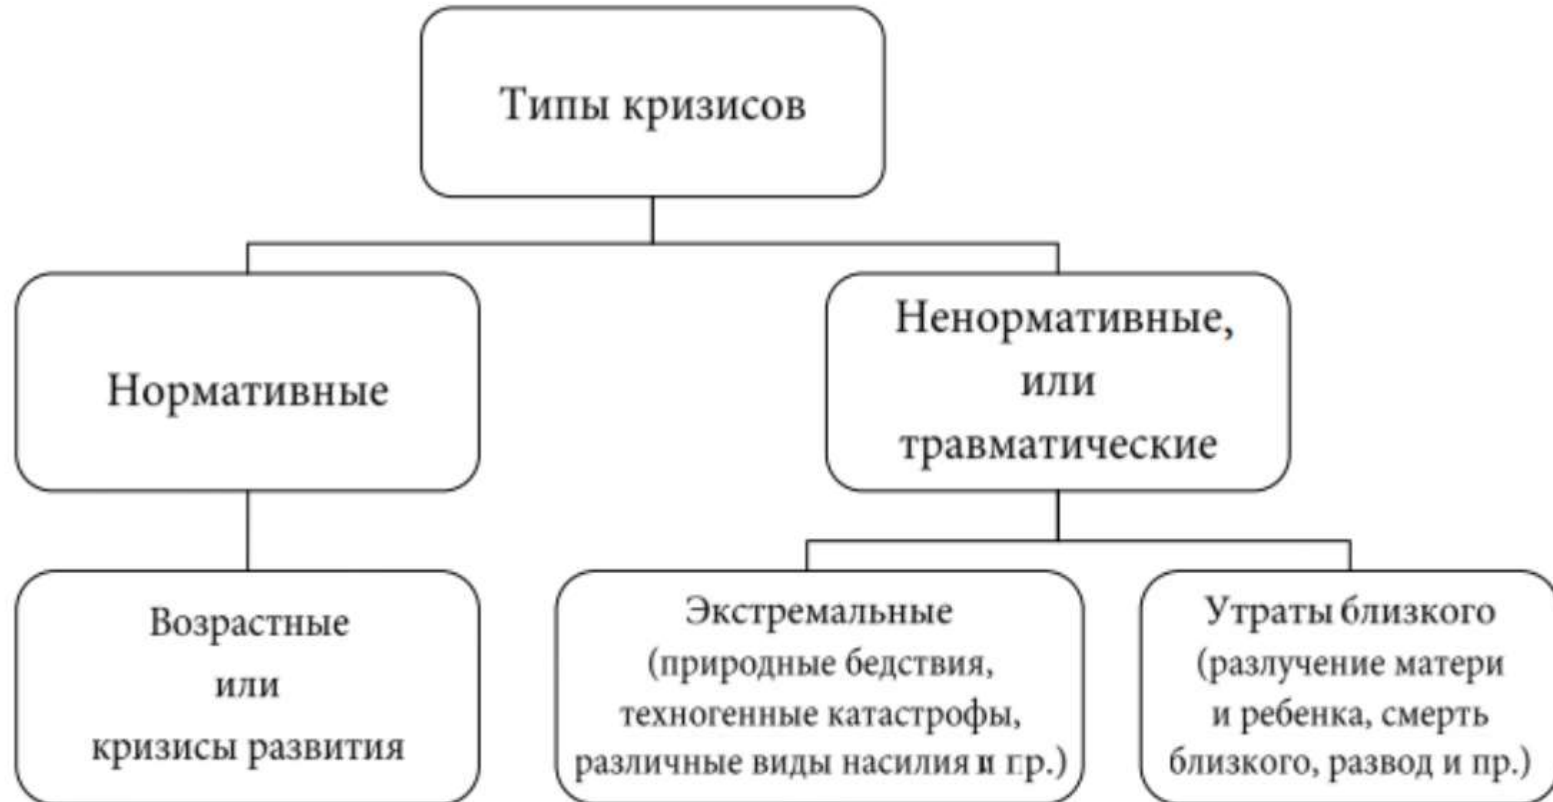 Типы кризисов
Нормативные
Ненормативные,
или
травматические
Возрастные
или
кризисы развития
Экстремальные
(природные бедствия,
техногенные катастрофы,
различные виды насилия и пр.)
Утраты близкого
(разлучение матери
и ребенка, смерть
близкого, развод и пр.)